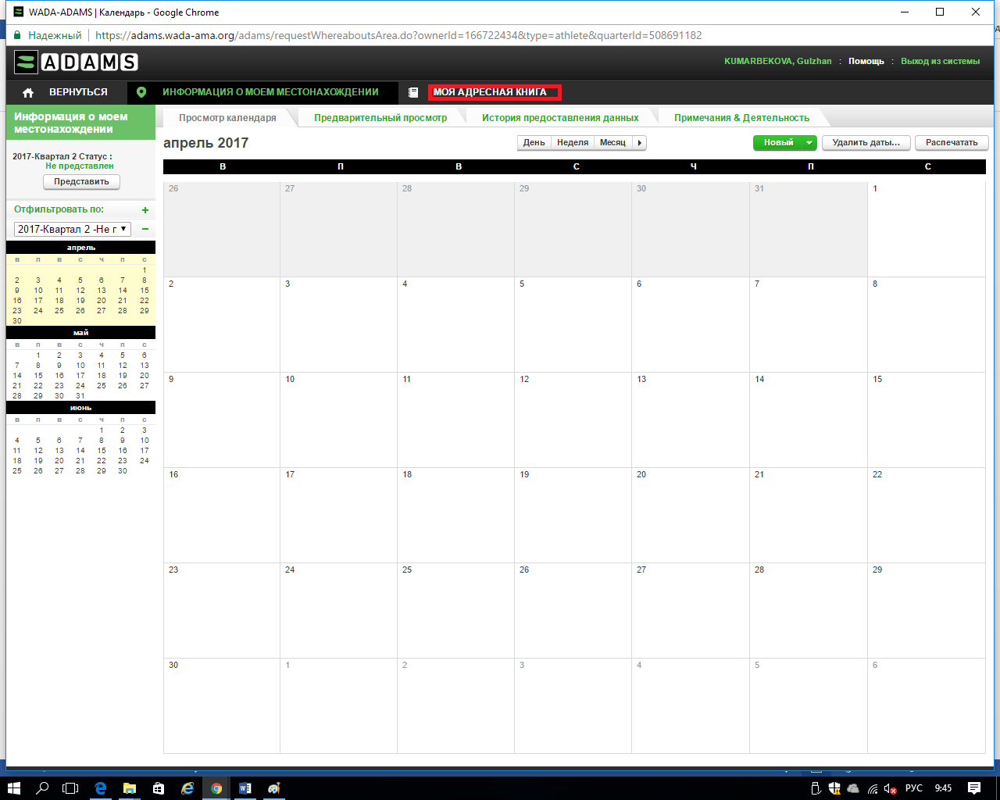 WADA-ADAMS | Календарь - Google Chrome
Надежный https://adams.wada-ama.org/adams/requestWhereaboutsArea.do?ownerId=166722434&type=athlete&quarterId=508691182
ADAMS
KUMARBEKOVA, Gulzhan : Помощь : Выход из системы
ВЕРНУТЬСЯ ИНФОРМАЦИЯ О МОЕМ МЕСТОНАХОЖДЕНИИ МОЯ АДРЕСНАЯ КНИГА
Информация о моем
местонахождении
2017-Квартал 2 Статус :
Не представлен
Представить
Отфильтровать по: +
2017-Квартал 2 -Не г −
апрель
в п в с ч п с
1
2 3 4 5 6 7 8
9 10 11 12 13 14 15
16 17 18 19 20 21 22
23 24 25 26 27 28 29
30
май
в п в с ч п с
1 2 3 4 5 6
7 8 9 10 11 12 13
14 15 16 17 18 19 20
21 22 23 24 25 26 27
28 29 30 31
июнь
в п в с ч п с
1 2 3
4 5 6 7 8 9 10
11 12 13 14 15 16 17
18 19 20 21 22 23 24
25 26 27 28 29 30
Просмотр календаря Предварительный просмотр История предоставления данных Примечания & Деятельность
апрель 2017 День Неделя Месяц Новый Удалить даты... Распечатать
В П В С Ч П С
26 27 28 29 30 31 1
2 3 4 5 6 7 8
9 10 11 12 13 14 15
16 17 18 19 20 21 22
23 24 25 26 27 28 29
30 1 2 3 4 5 6
РУС 9:45